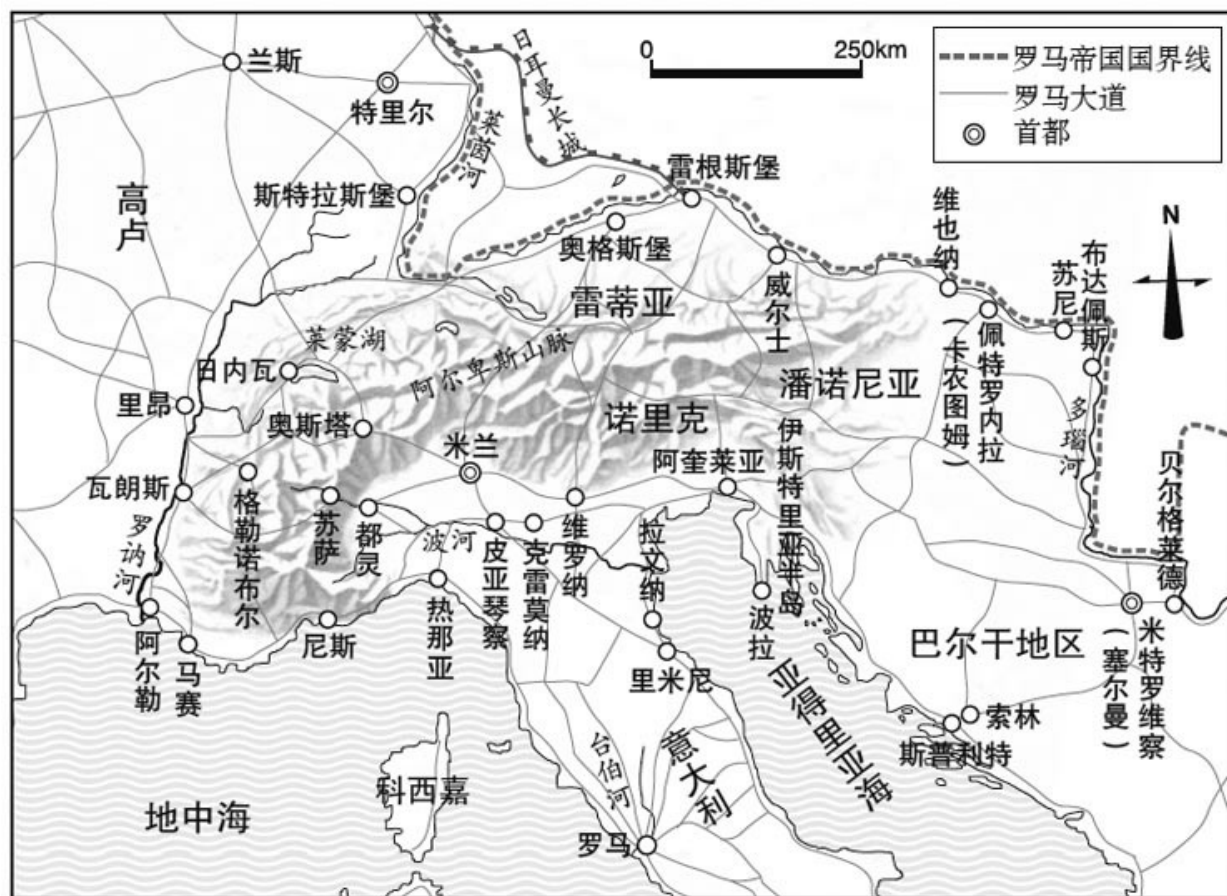 0
250km
罗马帝国国界线
罗马大道
首都
N
兰斯
特里尔
莱茵河
日耳曼长城
雷根斯堡
斯特拉斯堡
高卢
奥格斯堡
维也纳
苏尼
布达佩斯
雷蒂亚
威尔士
佩特罗内拉
(卡农图姆)
莱蒙湖
日内瓦
阿尔卑斯山脉
潘诺尼亚
里昂
奥斯塔
米兰
诺里克
阿奎莱亚
伊斯特里亚半岛
多瑙河
贝尔格莱德
瓦朗斯
格勒诺布尔
苏萨
都灵
波河
皮亚琴察
克雷莫纳
维罗纳
拉文纳
罗讷河
阿尔勒
马赛
尼斯
热那亚
波拉
里米尼
巴尔干地区
米特罗维察
(塞尔曼)
索林
斯普利特
亚得里亚海
台伯河
意大利
科西嘉
地中海
罗马